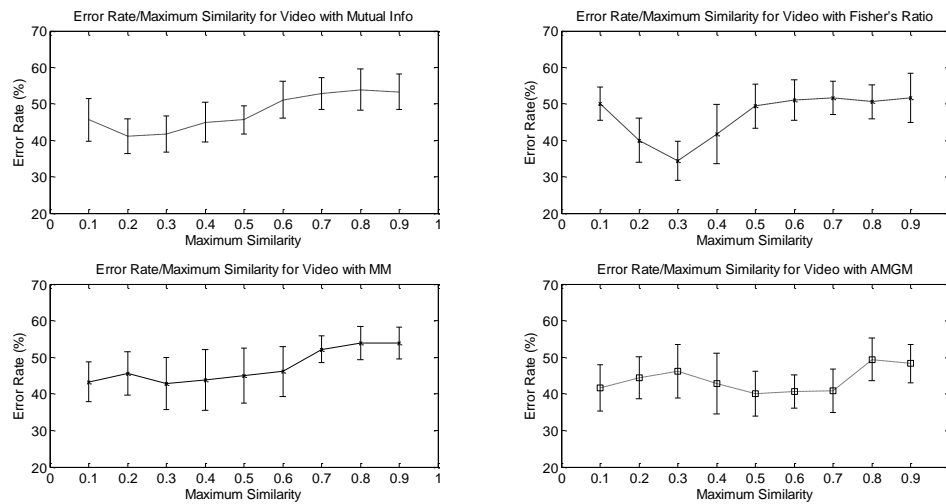 Error Rate/Maximum Similarity for Video with Mutual Info
70
60
50
40
30
20
Error Rate (%)
0 0.1 0.2 0.3 0.4 0.5 0.6 0.7 0.8 0.9 1
Maximum Similarity
Error Rate/Maximum Similarity for Video with Fisher's Ratio
70
60
50
40
30
20
Error Rate(%)
0 0.1 0.2 0.3 0.4 0.5 0.6 0.7 0.8 0.9
Maximum Similarity
Error Rate/Maximum Similarity for Video with MM
70
60
50
40
30
20
Error Rate (%)
0 0.1 0.2 0.3 0.4 0.5 0.6 0.7 0.8 0.9 1
Maximum Similarity
Error Rate/Maximum Similarity for Video with AMGM
70
60
50
40
30
20
Error Rate (%)
0 0.1 0.2 0.3 0.4 0.5 0.6 0.7 0.8 0.9
Maximum Similarity